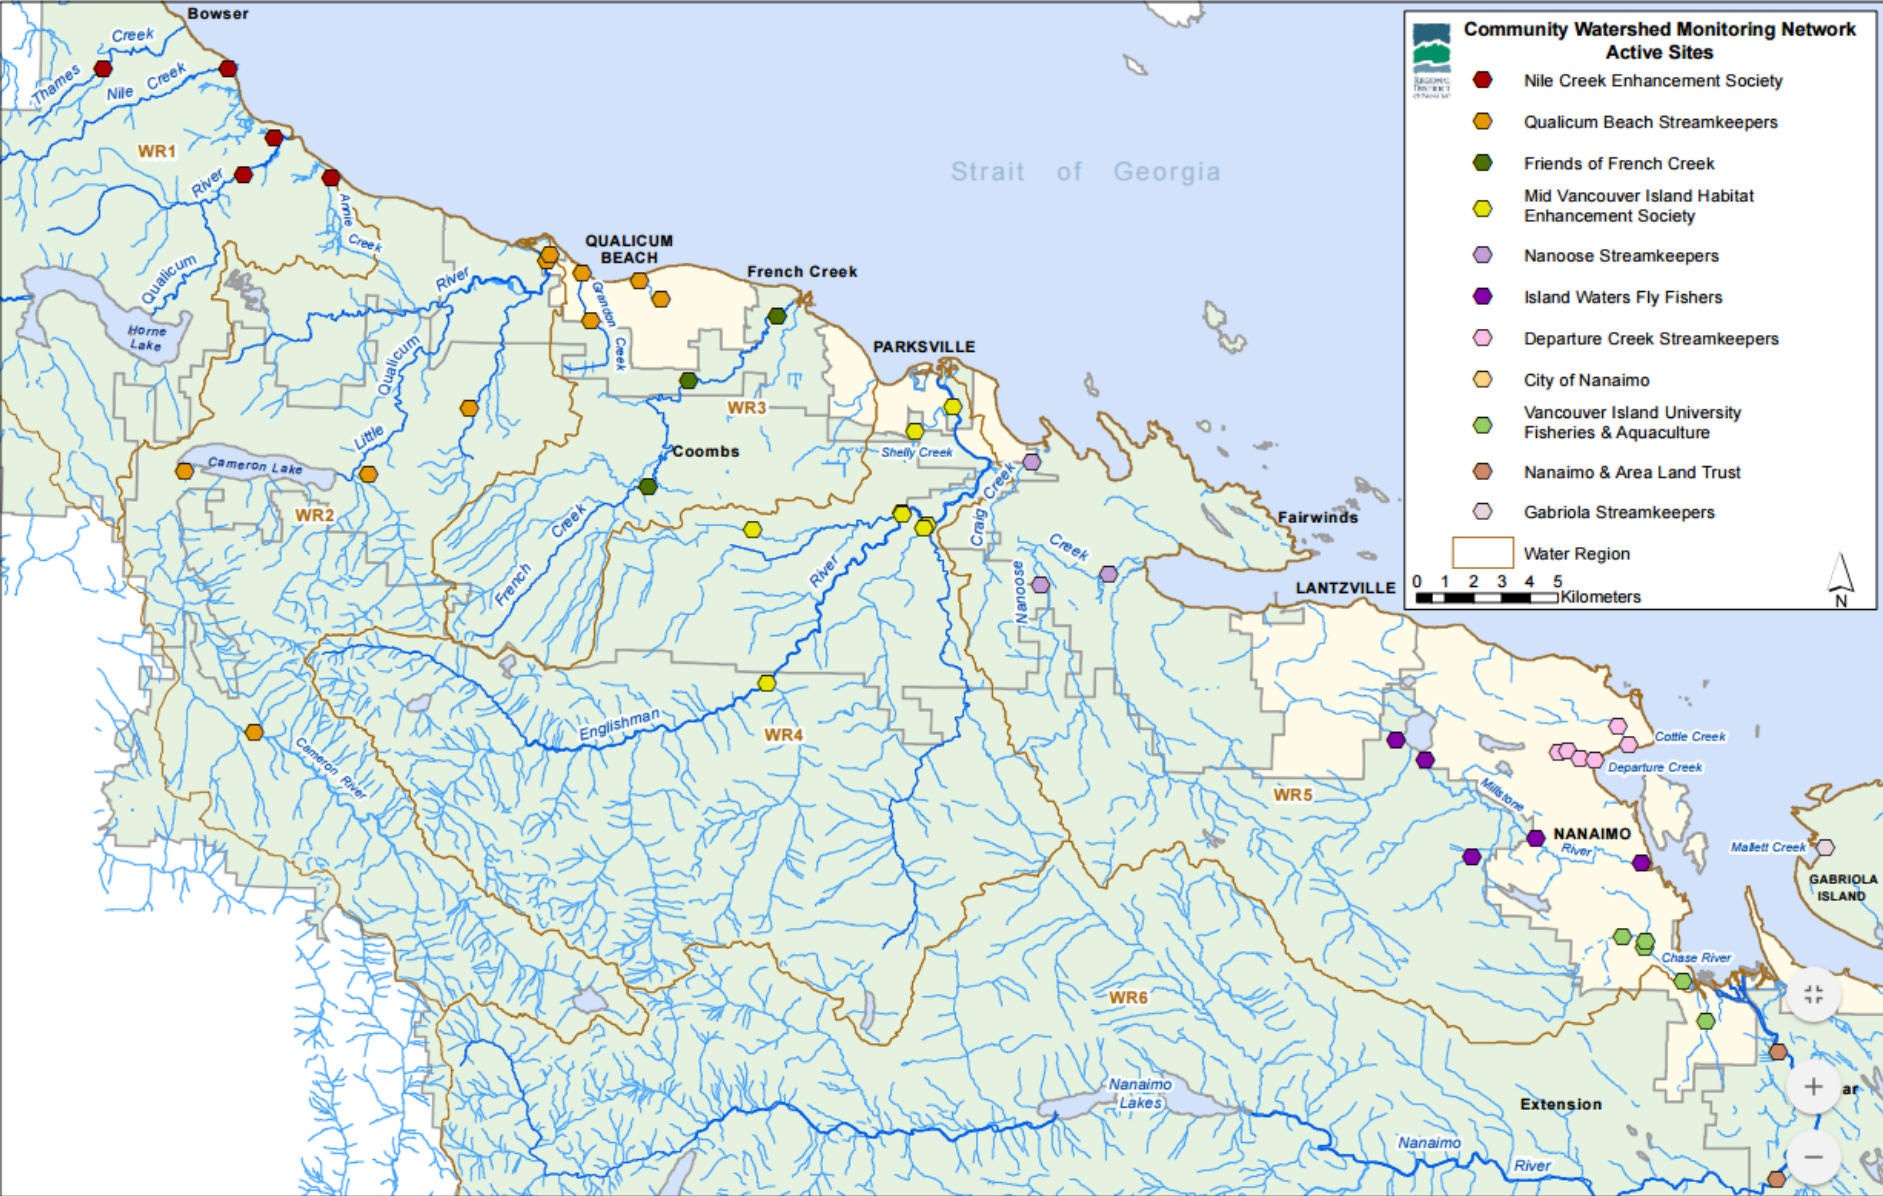 Bowser
Creek
Thames
Nile Creek
WR1
River
Annie
Creek
Qualicum
Horne
Lake
River
QUALICUM
BEACH
French Creek
Grandon
Creek
Qualicum
Little
PARKSVILLE
WR3
Coombs
Shelly Creek
Cameron Lake
WR2
Creek
French
River
Craig Creek
Creek
Nanoose
Fairwinds
LANTZVILLE
Strait of Georgia
Englishman
WR4
Cameron River
WR5
Millstone
NANAIMO
River
Cottle Creek
Departure Creek
Mallett Creek
GABRIOLA
ISLAND
Chase River
WR6
Nanaimo
Lakes
Extension
ar
Nanaimo
River
Community Watershed Monitoring Network
Active Sites
REGIONAL
DISTRICT
OF NANAIMO
Nile Creek Enhancement Society
Qualicum Beach Streamkeepers
Friends of French Creek
Mid Vancouver Island Habitat
Enhancement Society
Nanoose Streamkeepers
Island Waters Fly Fishers
Departure Creek Streamkeepers
City of Nanaimo
Vancouver Island University
Fisheries & Aquaculture
Nanaimo & Area Land Trust
Gabriola Streamkeepers
Water Region
0 1 2 3 4 5
Kilometers
N